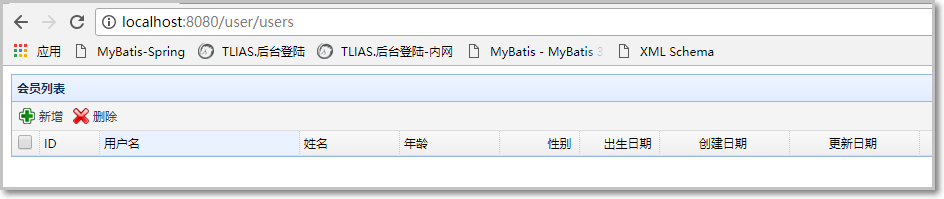 localhost:8080/user/users
应用 MyBatis-Spring TLIAS.后台登陆 TLIAS.后台登陆-内网 MyBatis - MyBatis 3 XML Schema
会员列表
新增 删除
ID 用户名 姓名 年龄 性别 出生日期 创建日期 更新日期